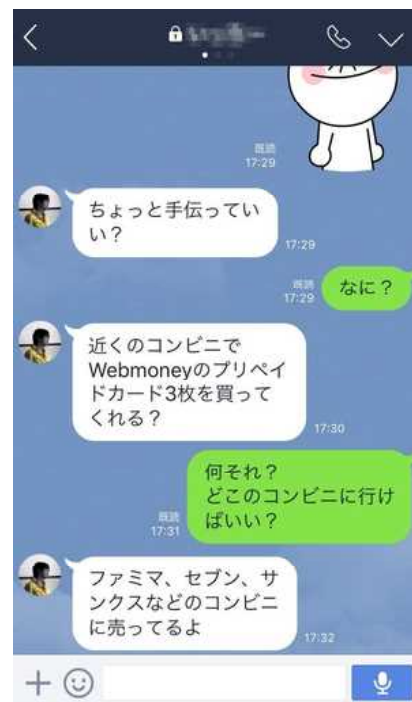 既読
17:29
ちょっと手伝ってい
い？
17:29
既読
17:29
なに？
近くのコンビニで
Webmoneyのプリペイ
ドカード3枚を買って
くれる？
17:30
何それ？
どこのコンビニに行け
ばいい？
既読
17:31
ファミマ、セブン、サ
ンクスなどのコンビニ
に売ってるよ
17:32